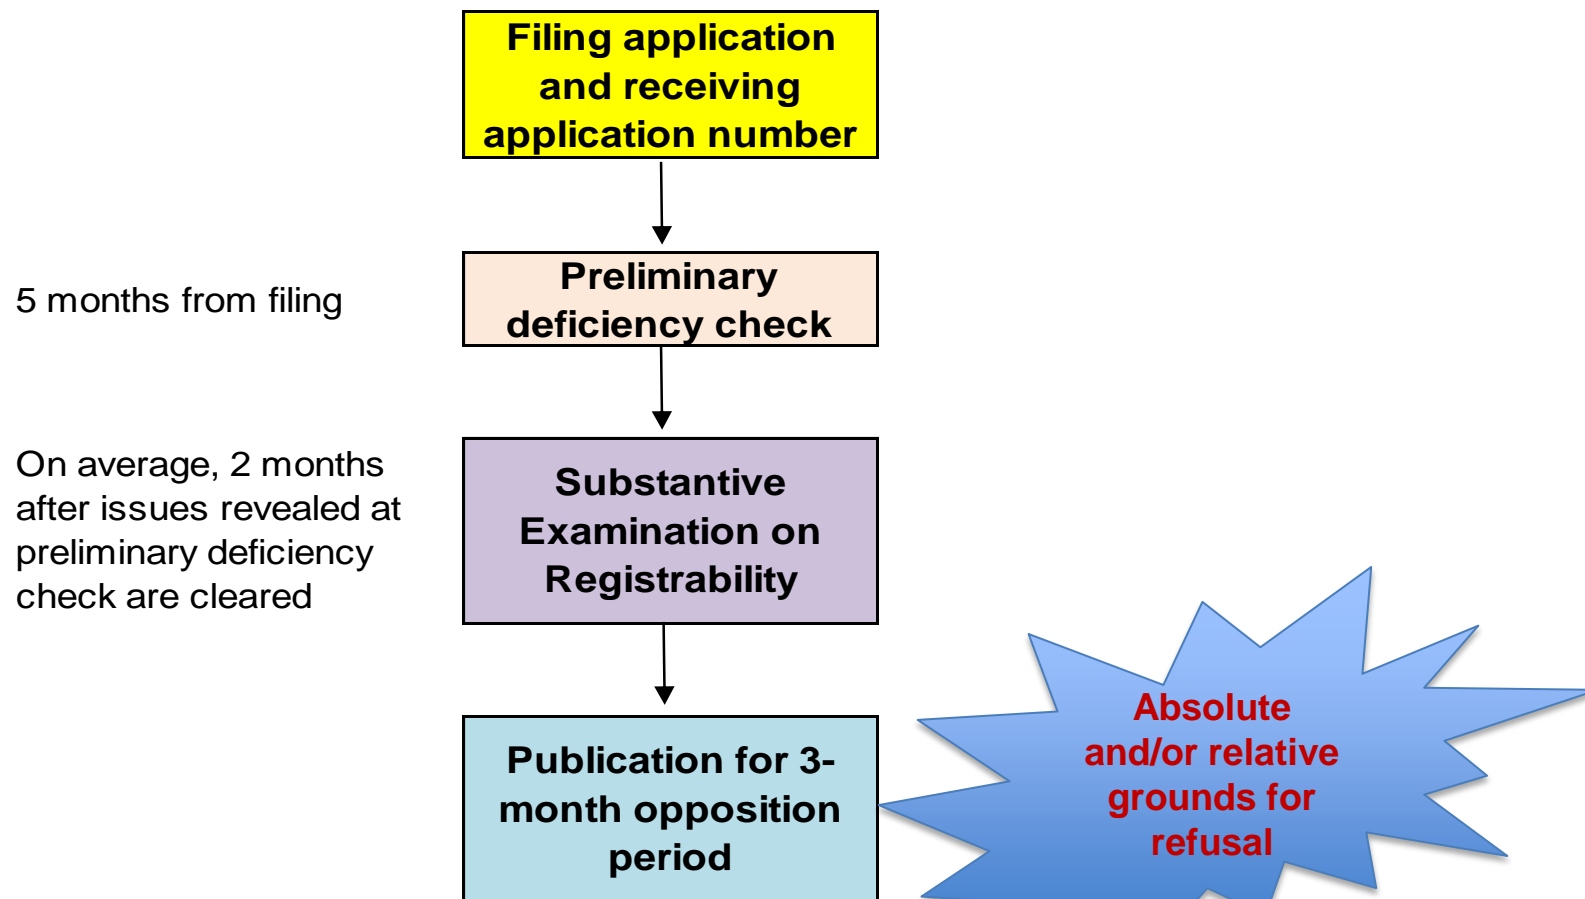 Filing application
and receiving
application number
5 months from filing
Preliminary
deficiency check
On average, 2 months
after issues revealed at
preliminary deficiency
check are cleared
Substantive
Examination on
Registrability
Publication for 3-
month opposition
period
Absolute
and/or relative
grounds for
refusal